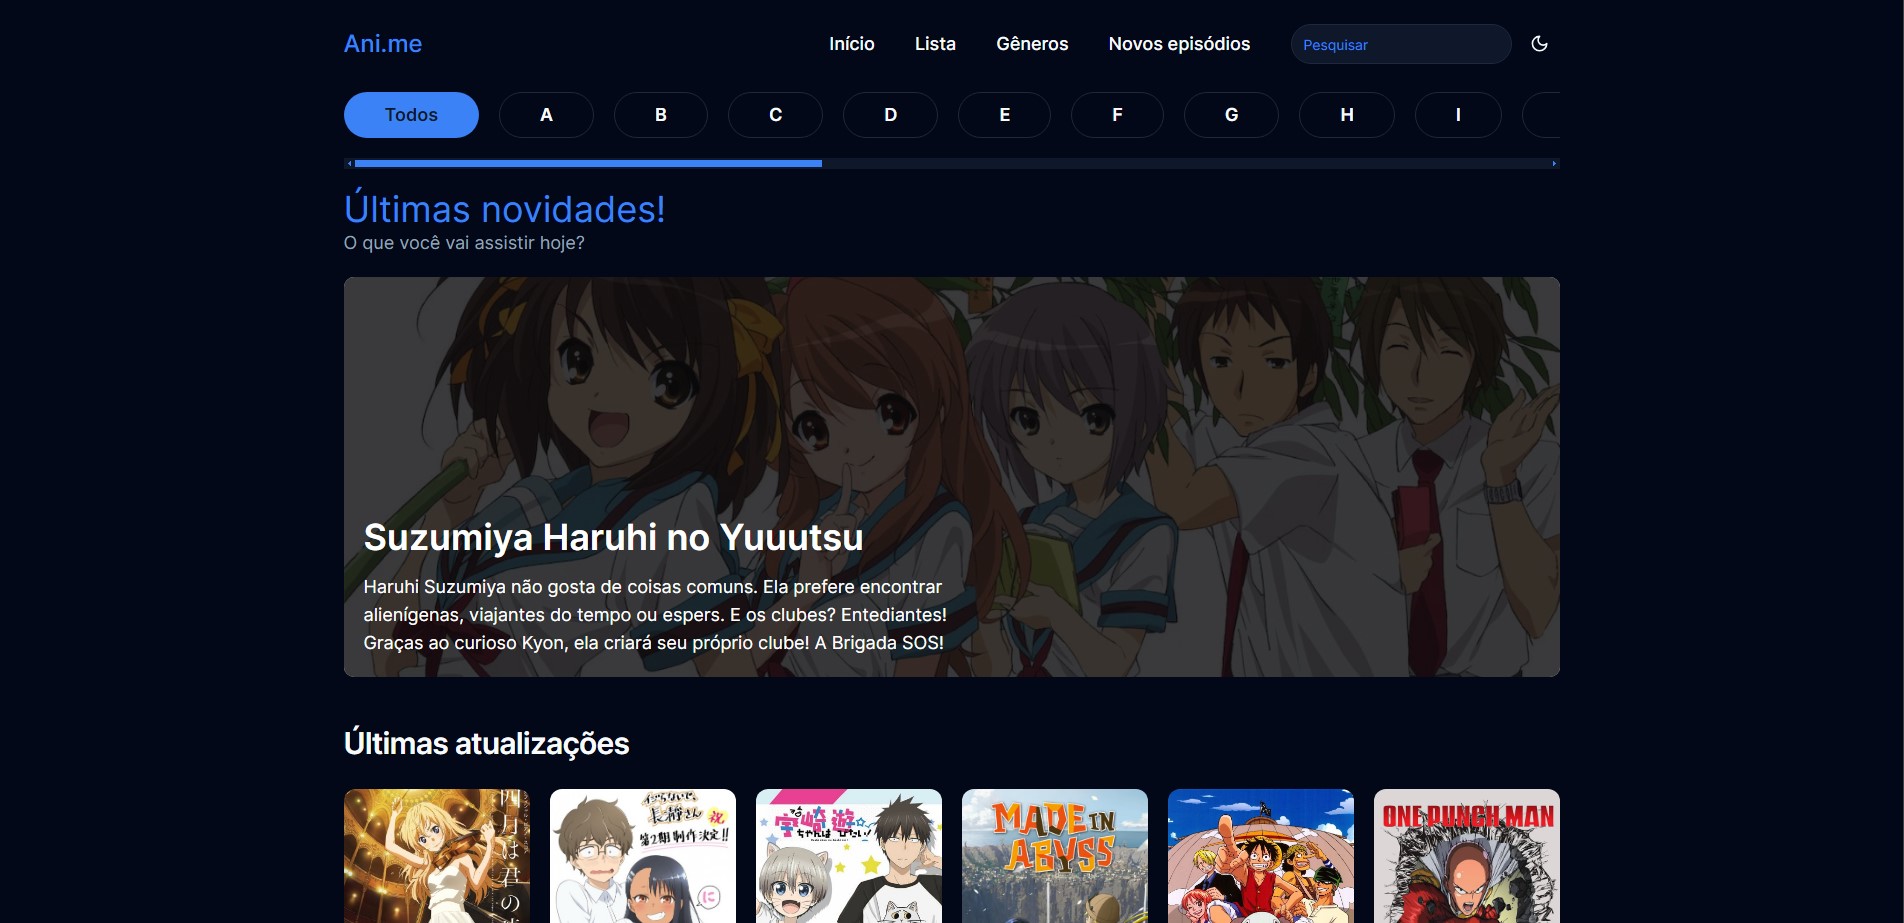 Ani.me
Início
Lista
Gêneros
Novos episódios
Pesquisar
Todos
A
B
C
D
E
F
G
H
I
Últimas novidades!
O que você vai assistir hoje?
Suzumiya Haruhi no Yuuutsu
Haruhi Suzumiya não gosta de coisas comuns. Ela prefere encontrar
alienígenas, viajantes do tempo ou espers. E os clubes? Entediantes!
Graças ao curioso Kyon, ela criará seu próprio clube! A Brigada SOS!
Últimas atualizações
四月は君の
イジらないで、
長瀞さん
祝
第2期制作決定!!
に
宇崎
ちゃんは
遊
びたい!
MADE IN
ABYSS
ONE PUNCH MAN